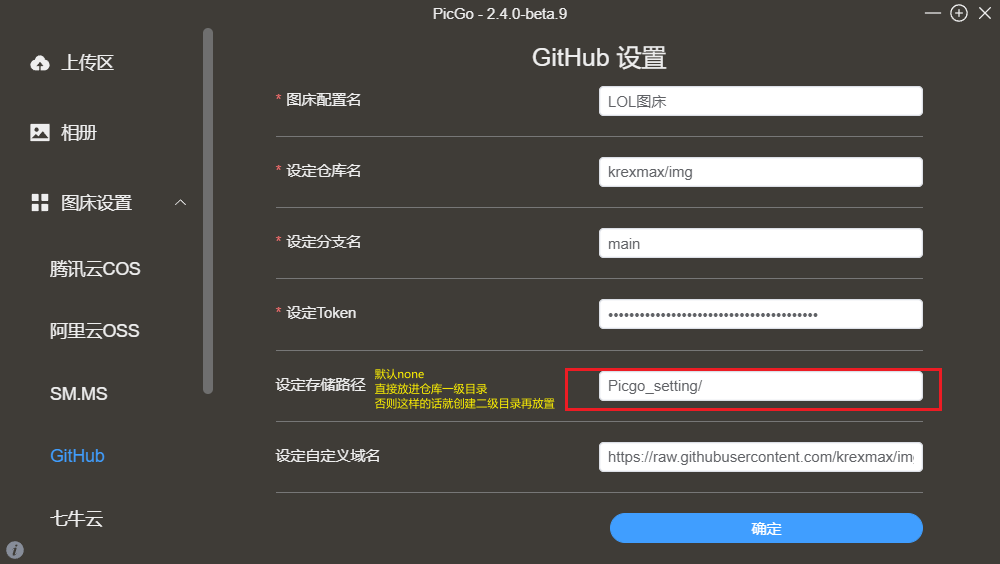 PicGo - 2.4.0-beta.9
上传区
相册
图床设置
腾讯云COS
阿里云OSS
SM.MS
GitHub
七牛云
GitHub 设置
* 图床配置名
LOL图床
* 设定仓库名
krexmax/img
* 设定分支名
main
* 设定Token
••••••••••••••••••••••••••••••••••••••••
设定存储路径
默认none
直接放进仓库一级目录
否则这样的话就创建二级目录再放置
Picgo_setting/
设定自定义域名
https://raw.githubusercontent.com/krexmax/img
确定